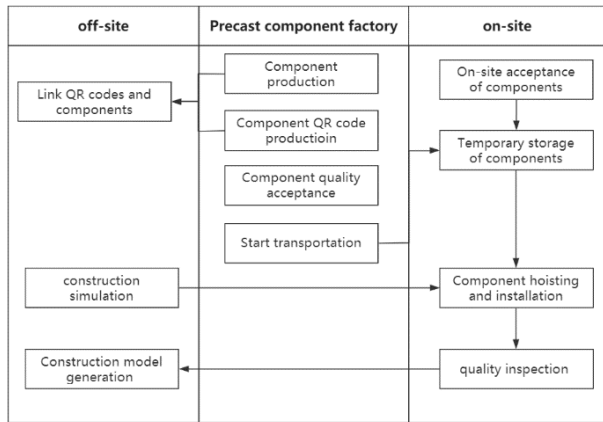 off-site
Precast component factory
on-site
Link QR codes and
components
construction
simulation
Construction model
generation
Component
production
Component QR code
productioin
Component quality
acceptance
Start transportation
On-site acceptance
of components
Temporary storage
of components
Component hoisting
and installation
quality inspection